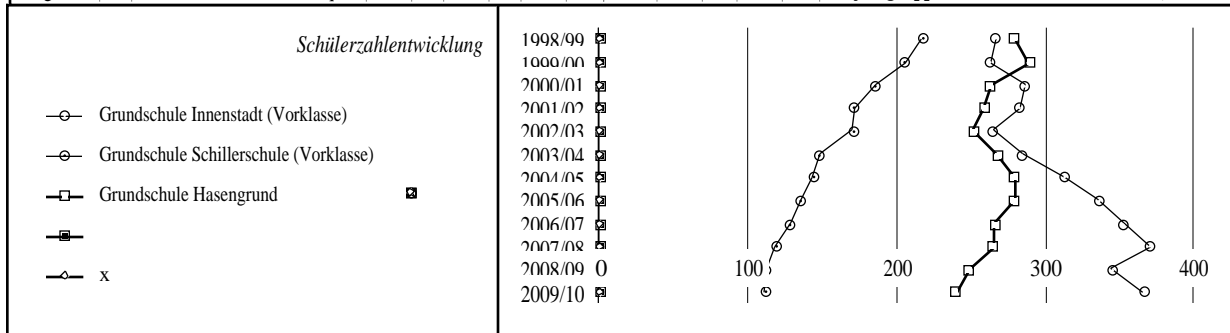 Schülerzahlentwicklung
Grundschule Innenstadt (Vorklasse)
Grundschule Schillerschule (Vorklasse)
Grundschule Hasengrund
x
1998/99
1999/00
2000/01
2001/02
2002/03
2003/04
2004/05
2005/06
2006/07
2007/08
2008/09
2009/10
0 100 200 300 400